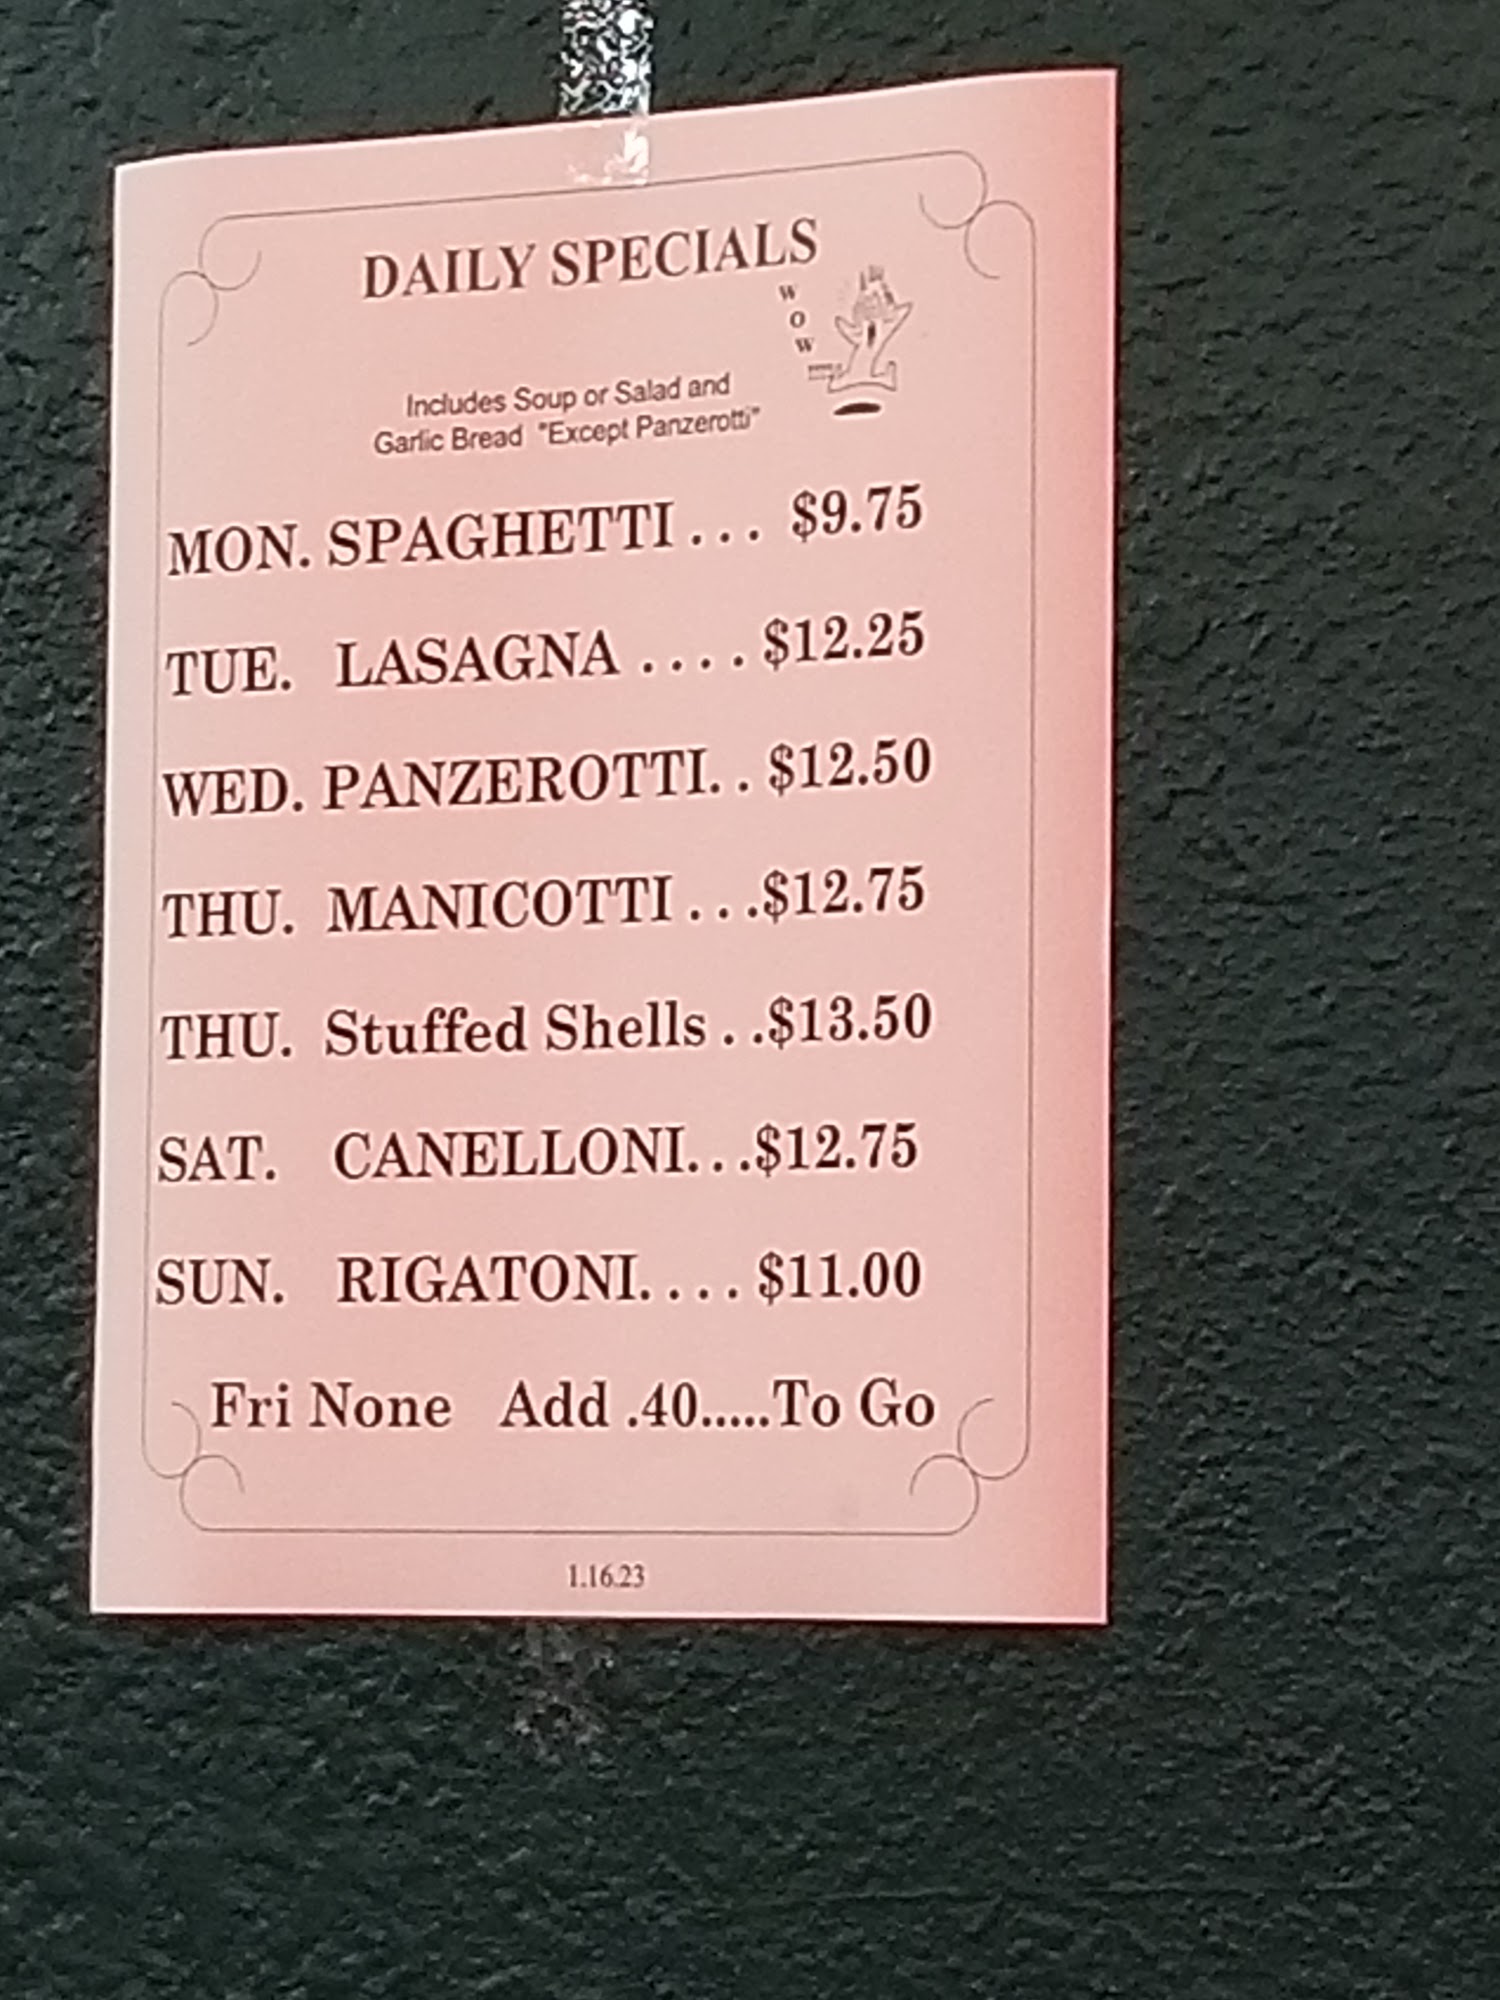 DAILY SPECIALS
W
O
W
Includes Soup or Salad and
Garlic Bread "Except Panzerotti"
MON. SPAGHETTI . . . $9.75
TUE. LASAGNA . . . . $12.25
WED. PANZEROTTI. . $12.50
THU. MANICOTTI . . .$12.75
THU. Stuffed Shells . .$13.50
SAT. CANELLONI. . .$12.75
SUN. RIGATONI. . . . $11.00
Fri None Add .40.....To Go
1.16.23